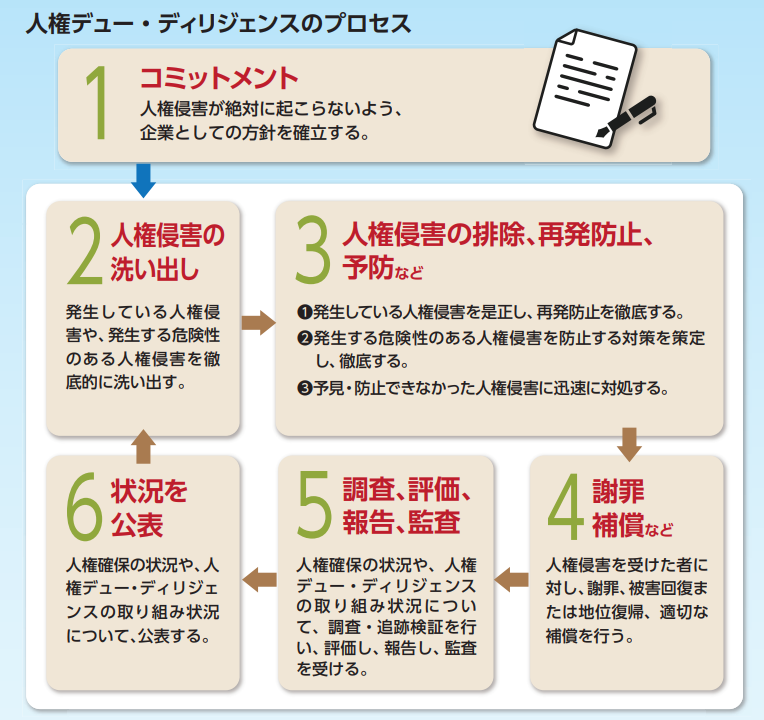 人権デュー・ディリジェンスのプロセス
1
コミットメント
人権侵害が絶対に起こらないよう、
企業としての方針を確立する。
2
人権侵害の
洗い出し
発生している人権侵
害や、発生する危険性
のある人権侵害を徹
底的に洗い出す。
3
人権侵害の排除、再発防止、
予防など
❶発生している人権侵害を是正し、再発防止を徹底する。
❷発生する危険性のある人権侵害を防止する対策を策定
し、徹底する。
❸予見・防止できなかった人権侵害に迅速に対処する。
4
謝罪
補償など
人権侵害を受けた者に
対し、謝罪、被害回復ま
たは地位復帰、適切な
補償を行う。
5
調査、評価、
報告、監査
人権確保の状況や、人権
デュー・ディリジェンス
の取り組み状況につい
て、調査・追跡検証を行
い、評価し、報告し、監査
を受ける。
6
状況を
公表
人権確保の状況や、人
権デュー・ディリジェ
ンスの取り組み状況
について、公表する。